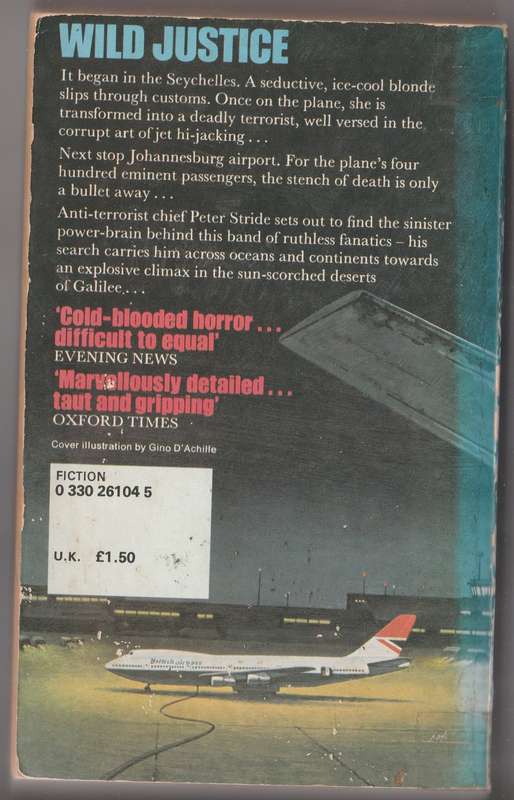 WILD JUSTICE
It began in the Seychelles. A seductive, ice-cool blonde
slips through customs. Once on the plane, she is
transformed into a deadly terrorist, well versed in the
corrupt art of jet hi-jacking . . .
Next stop Johannesburg airport. For the plane's four
hundred eminent passengers, the stench of death is only
a bullet away . . .
Anti-terrorist chief Peter Stride sets out to find the sinister
power-brain behind this band of ruthless fanatics – his
search carries him across oceans and continents towards
an explosive climax in the sun-scorched deserts
of Galilee. . . .
'Cold-blooded horror . . .
difficult to equal'
EVENING NEWS
'Marvellously detailed . . .
taut and gripping'
OXFORD TIMES
Cover illustration by Gino D'Achille
FICTION
0 330 26104 5
U.K. £1.50
British airways